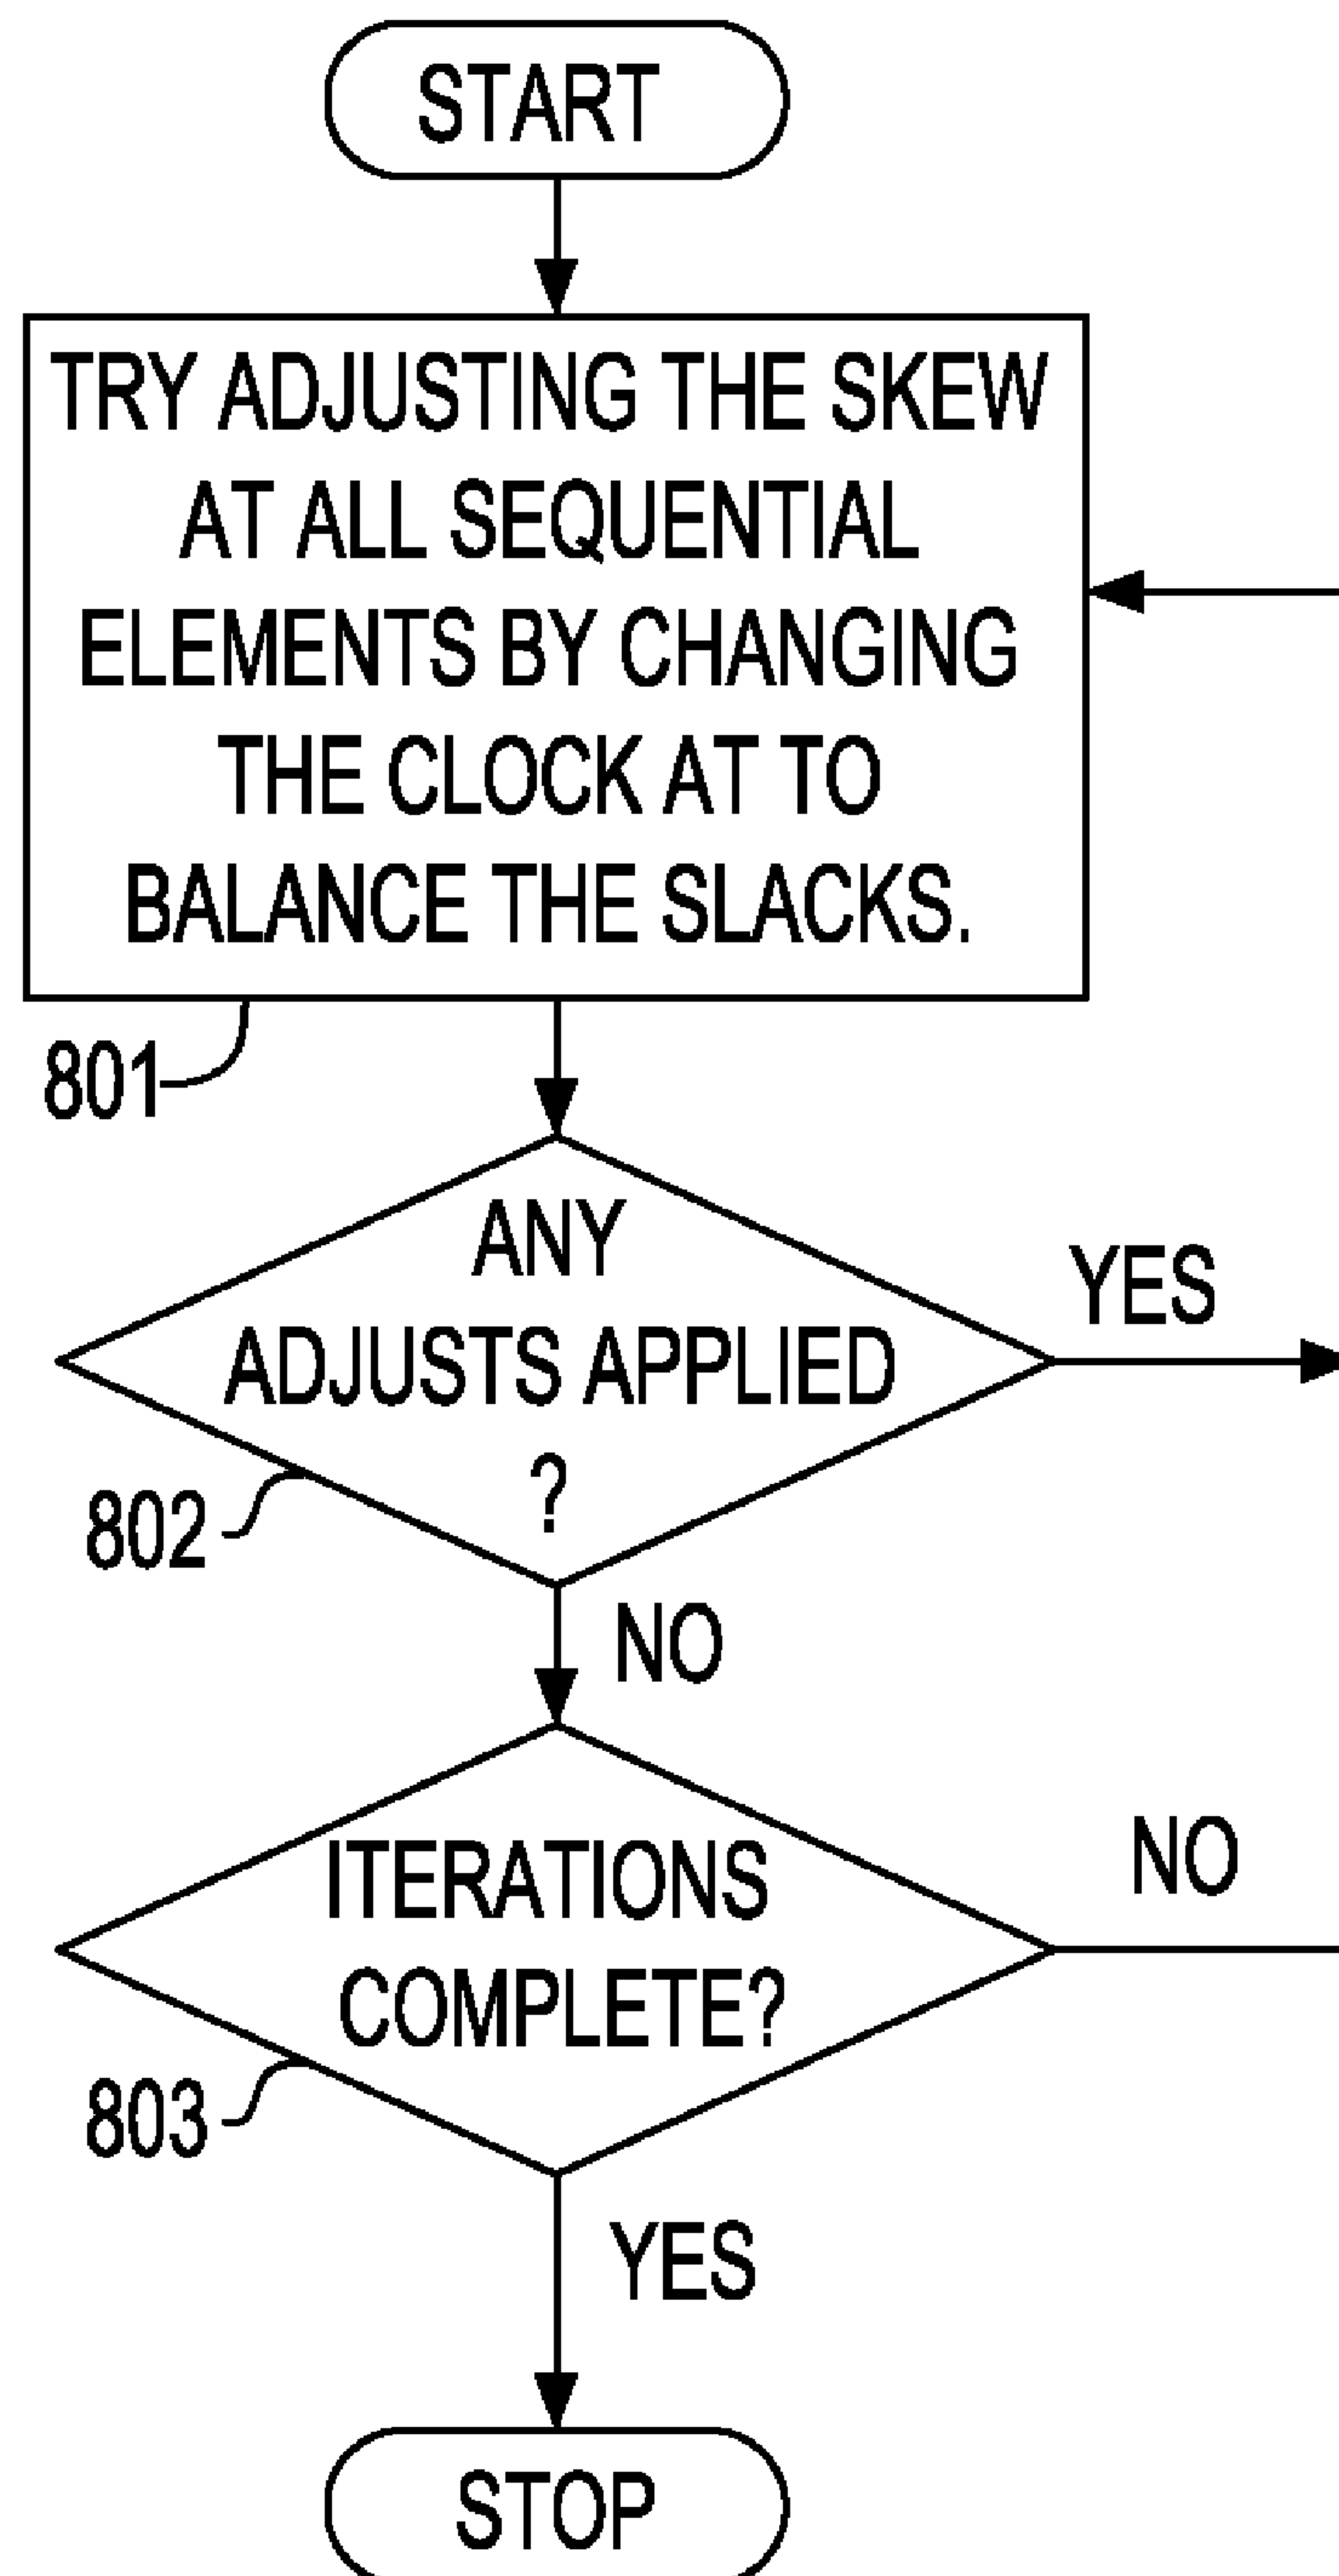 START
TRY ADJUSTING THE SKEW
AT ALL SEQUENTIAL
ELEMENTS BY CHANGING
THE CLOCK AT TO
BALANCE THE SLACKS.
801
ANY
ADJUSTS APPLIED
?
YES
802
NO
ITERATIONS
COMPLETE?
NO
803
YES
STOP